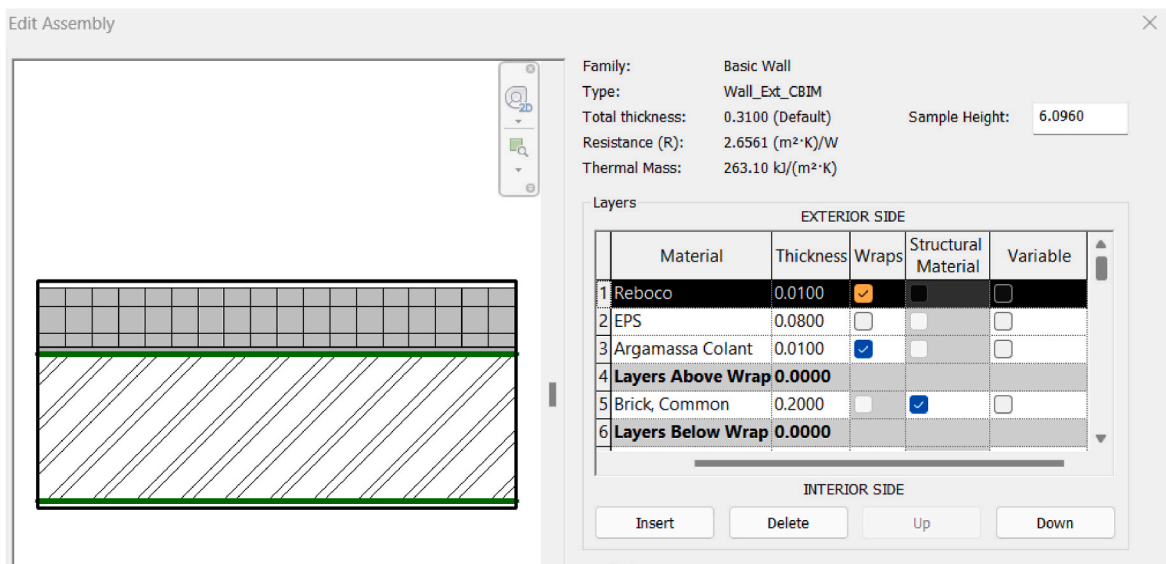 Edit Assembly
2D
Family: Basic Wall
Type: Wall_Ext_CBIM
Total thickness: 0.3100 (Default) Sample Height: 6.0960
Resistance (R): 2.6561 (m²·K)/W
Thermal Mass: 263.10 kJ/(m²·K)
Layers
EXTERIOR SIDE
Material Thickness Wraps Structural Material Variable
1 Reboco 0.0100
2 EPS 0.0800
3 Argamassa Colant 0.0100
4 Layers Above Wrap 0.0000
5 Brick, Common 0.2000
6 Layers Below Wrap 0.0000
INTERIOR SIDE
Insert Delete Up Down